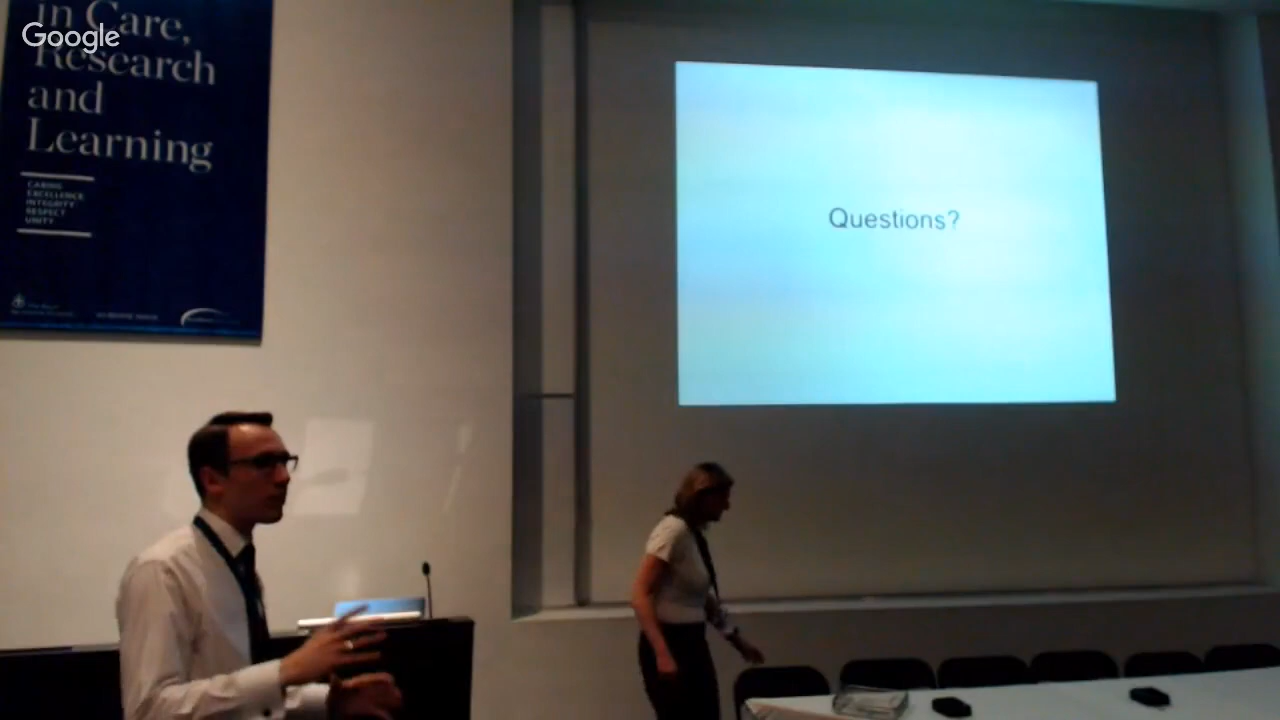 in Care,
Google
Research
and
Learning
CARING
EXCELLENCE
INTEGRITY
RESPECT
UNITY
Questions?